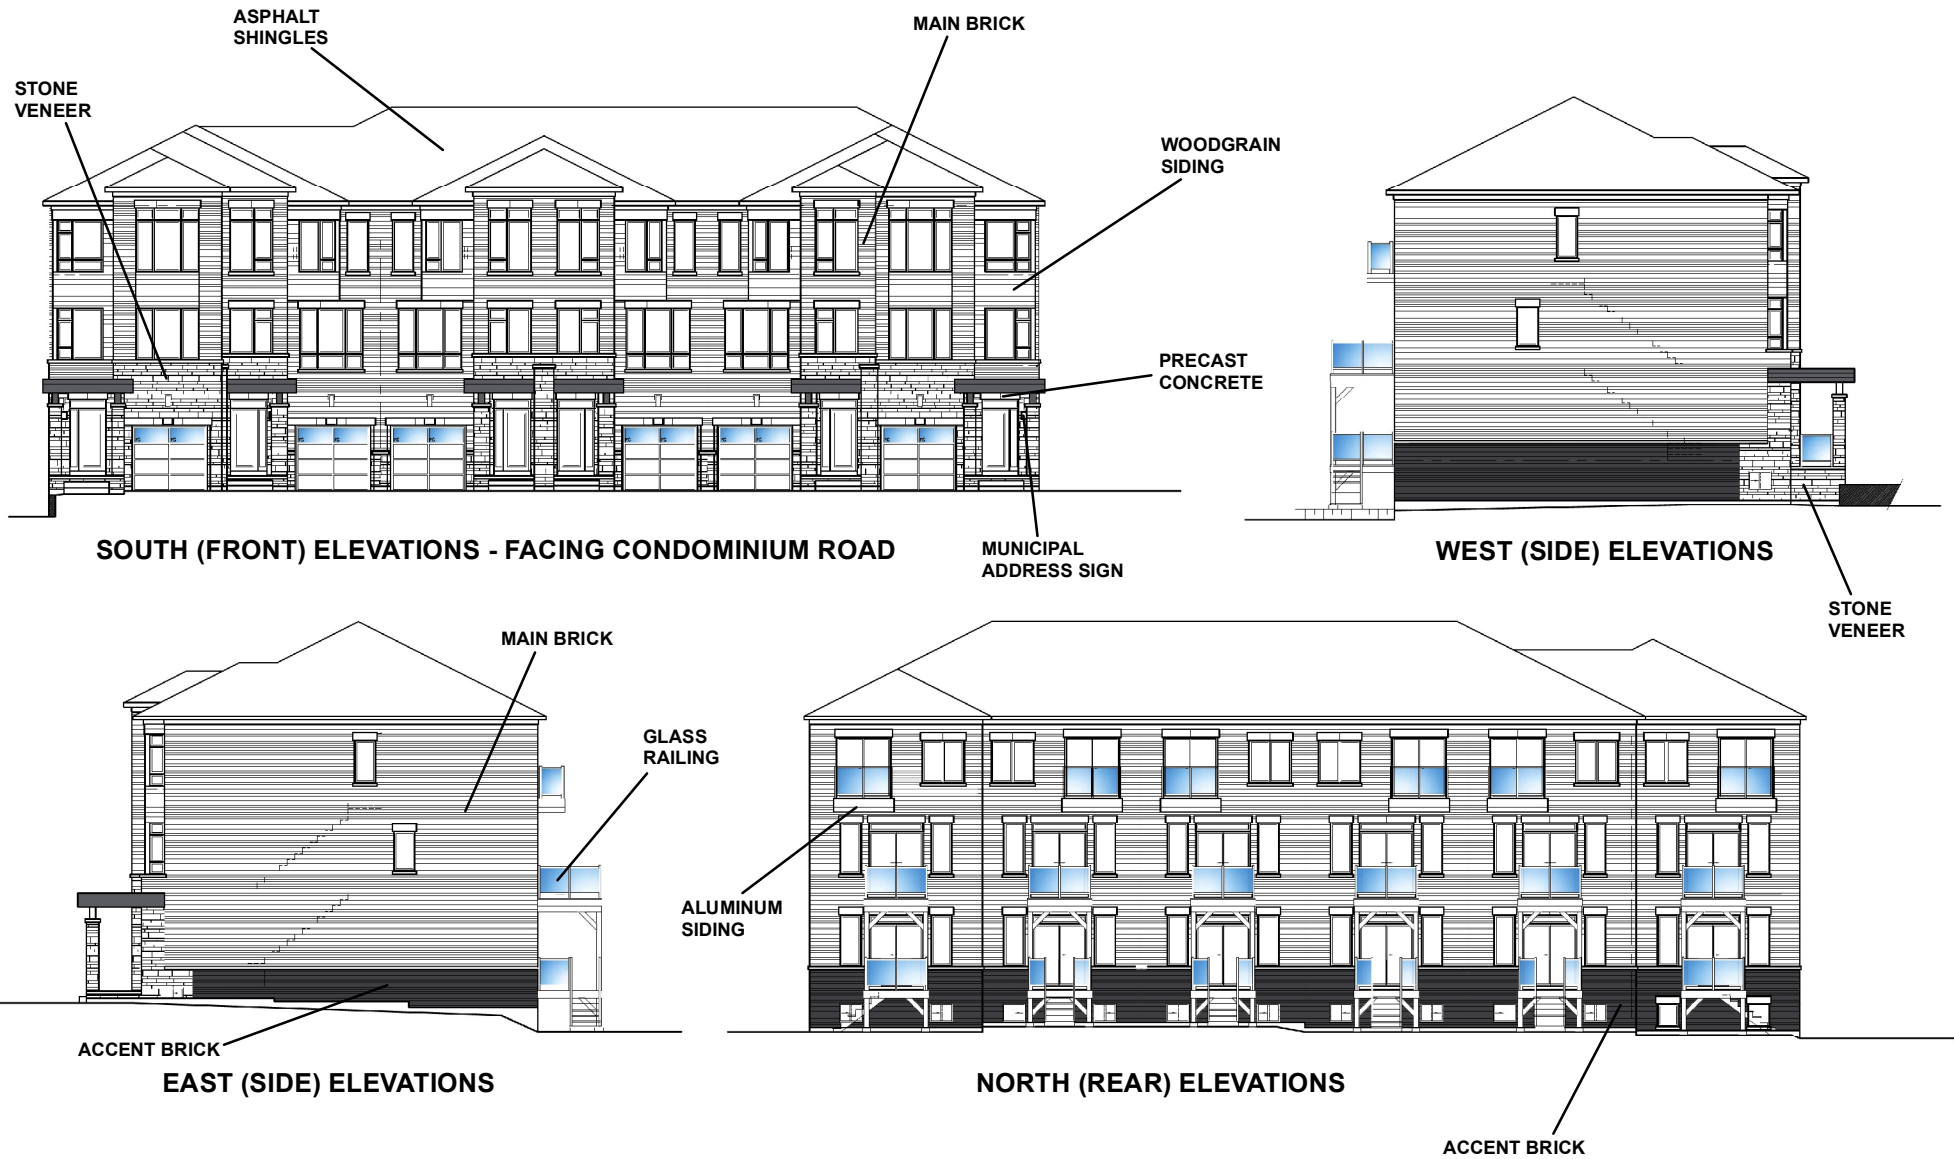 ASPHALT
SHINGLES
MAIN BRICK
STONE
VENEER
WOODGRAIN
SIDING
PRECAST
CONCRETE
MUNICIPAL
ADDRESS SIGN
SOUTH (FRONT) ELEVATIONS - FACING CONDOMINIUM ROAD
WEST (SIDE) ELEVATIONS
STONE
VENEER
MAIN BRICK
GLASS
RAILING
ALUMINUM
SIDING
ACCENT BRICK
EAST (SIDE) ELEVATIONS
NORTH (REAR) ELEVATIONS
ACCENT BRICK